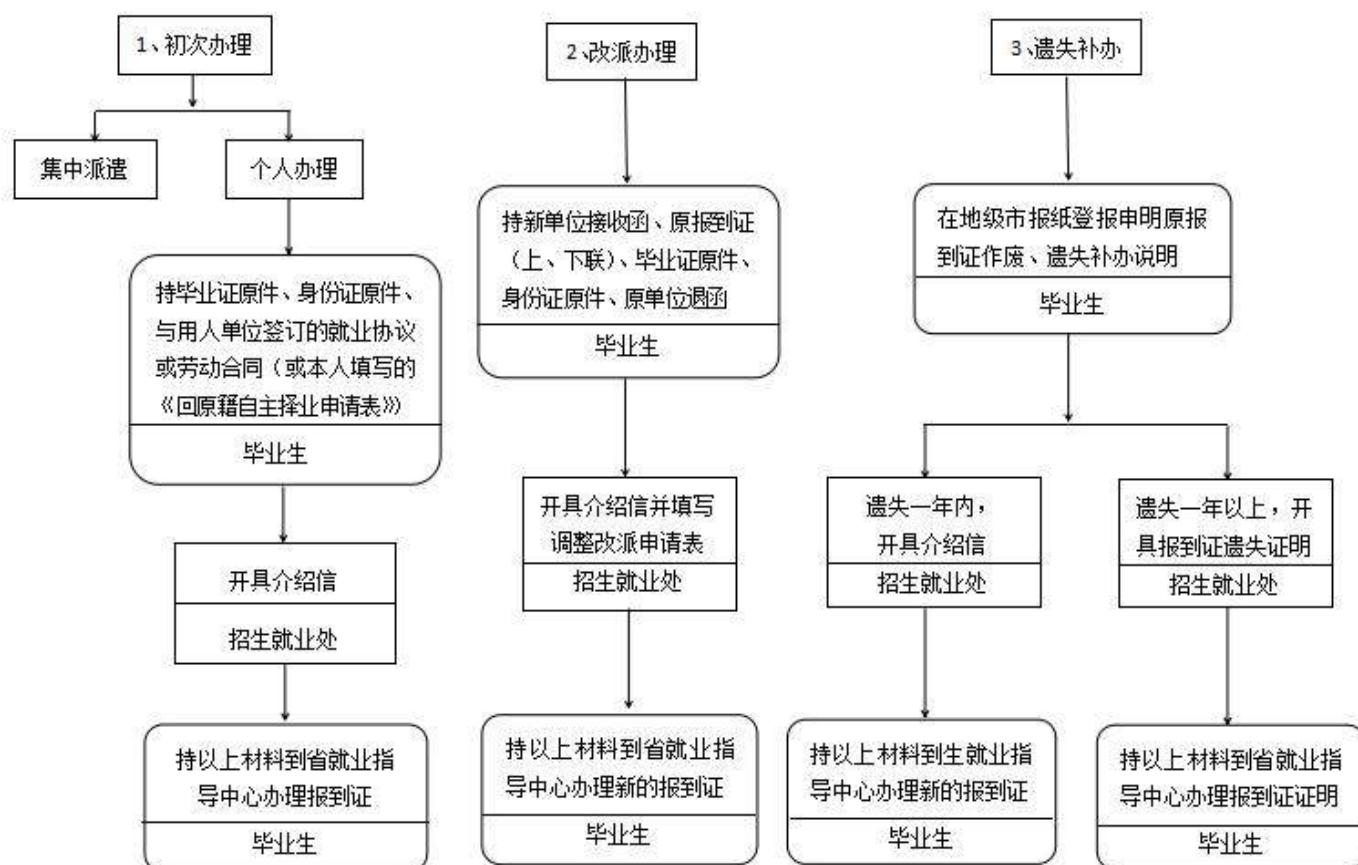 1、初次办理
集中派遣
个人办理
持毕业证原件、身份证原件、
与用人单位签订的就业协议
或劳动合同（或本人填写的
《回原籍自主择业申请表》）
毕业生
开具介绍信
招生就业处
持以上材料到省就业指
导中心办理报到证
毕业生
2、改派办理
持新单位接收函、原报到证
（上、下联）、毕业证原件、
身份证原件、原单位退函
毕业生
开具介绍信并填写
调整改派申请表
招生就业处
持以上材料到省就业指
导中心办理新的报到证
毕业生
3、遗失补办
在地级市报纸登报申明原报
到证作废、遗失补办说明
毕业生
遗失一年内，
开具介绍信
招生就业处
持以上材料到生就业指
导中心办理新的报到证
毕业生
遗失一年以上，开
具报到证遗失证明
招生就业处
持以上材料到省就业指
导中心办理报到证证明
毕业生